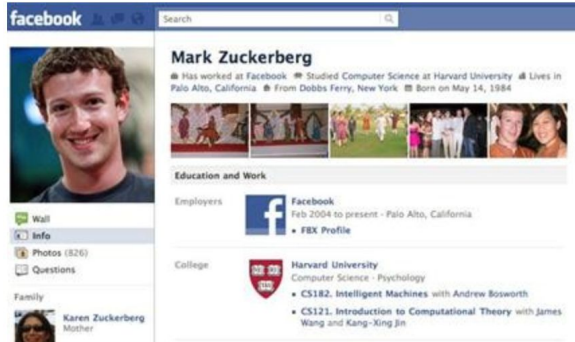 facebook
Search
Mark Zuckerberg
Has worked at Facebook Studied Computer Science at Harvard University Lives in
Palo Alto, California From Dobbs Ferry, New York Born on May 14, 1984
Education and Work
Employers
Facebook
Feb 2004 to present - Palo Alto, California
• FBX Profile
Wall
Info
Photos (826)
Questions
College
Harvard University
Computer Science - Psychology
• CS182. Intelligent Machines with Andrew Bosworth
• CS121. Introduction to Computational Theory with James
Wang and Kang-Xing Jin
Family
Karen Zuckerberg
Mother